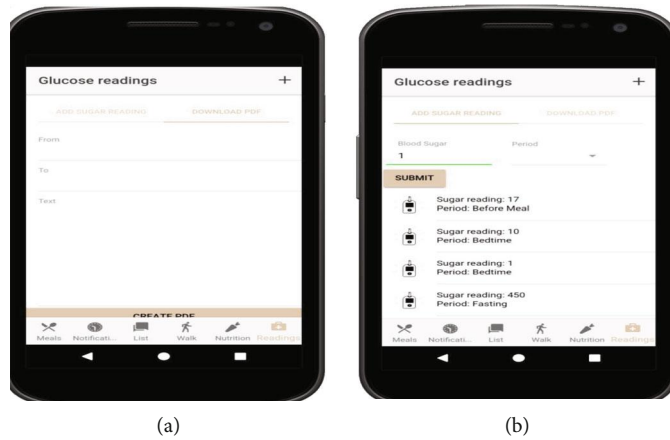 Glucose readings +
ADD SUGAR READING DOWNLOAD PDF
From
To
Text
CREATE PDF
Meals Notificati... List Walk Nutrition Readings
(a)
Glucose readings +
ADD SUGAR READING DOWNLOAD PDF
Blood Sugar Period
1
SUBMIT
Sugar reading: 17
Period: Before Meal
Sugar reading: 10
Period: Bedtime
Sugar reading: 1
Period: Bedtime
Sugar reading: 450
Period: Fasting
Meals Notificati... List Walk Nutrition Readings
(b)